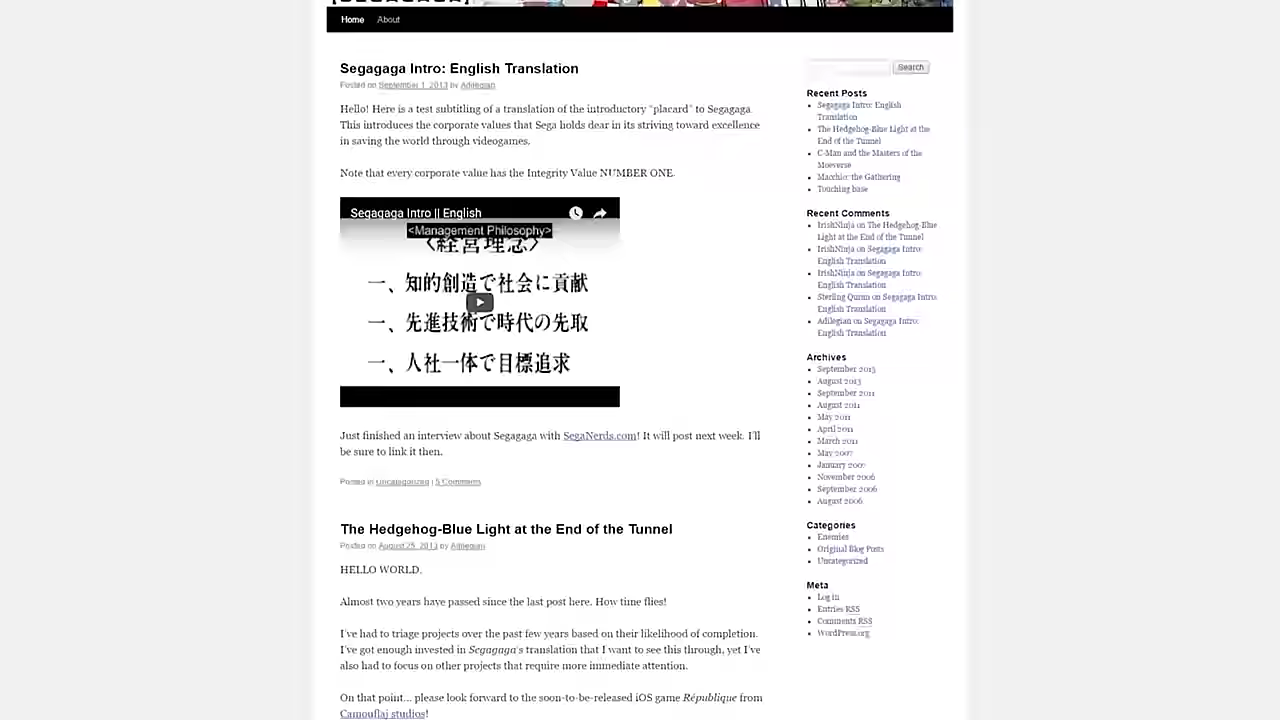 Home About
Segagaga Intro: English Translation
Posted on September 1, 2013 by Adilegian
Hello! Here is a test subtitling of a translation of the introductory “placard” to Segagaga.
This introduces the corporate values that Sega holds dear in its striving toward excellence
in saving the world through videogames.
Note that every corporate value has the Integrity Value NUMBER ONE.
Segagaga Intro || English
<Management Philosophy>
〈経営理念〉
一、知的創造で社会に貢献
一、先進技術で時代の先取
一、人社一体で目標追求
Just finished an interview about Segagaga with SegaNerds.com! It will post next week. I’ll
be sure to link it then.
Posted in Uncategorized | 5 Comments
The Hedgehog-Blue Light at the End of the Tunnel
Posted on August 25, 2013 by Adilegian
HELLO WORLD.
Almost two years have passed since the last post here. How time flies!
I’ve had to triage projects over the past few years based on their likelihood of completion.
I’ve got enough invested in Segagaga’s translation that I want to see this through, yet I’ve
also had to focus on other projects that require more immediate attention.
On that point... please look forward to the soon-to-be-released iOS game République from
Camouflaj studios!
Search
Recent Posts
Segagaga Intro: English
Translation
The Hedgehog-Blue Light at the
End of the Tunnel
C-Man and the Masters of the
Moeverse
Macchio: the Gathering
Touching base
Recent Comments
IrishNinja on The Hedgehog-Blue
Light at the End of the Tunnel
IrishNinja on Segagaga Intro:
English Translation
IrishNinja on Segagaga Intro:
English Translation
Sterling Quinn on Segagaga Intro:
English Translation
Adilegian on Segagaga Intro:
English Translation
Archives
September 2013
August 2013
September 2011
August 2011
May 2011
April 2011
March 2011
May 2007
January 2007
November 2006
September 2006
August 2006
Categories
Enemies
Original Blog Posts
Uncategorized
Meta
Log in
Entries RSS
Comments RSS
WordPress.org